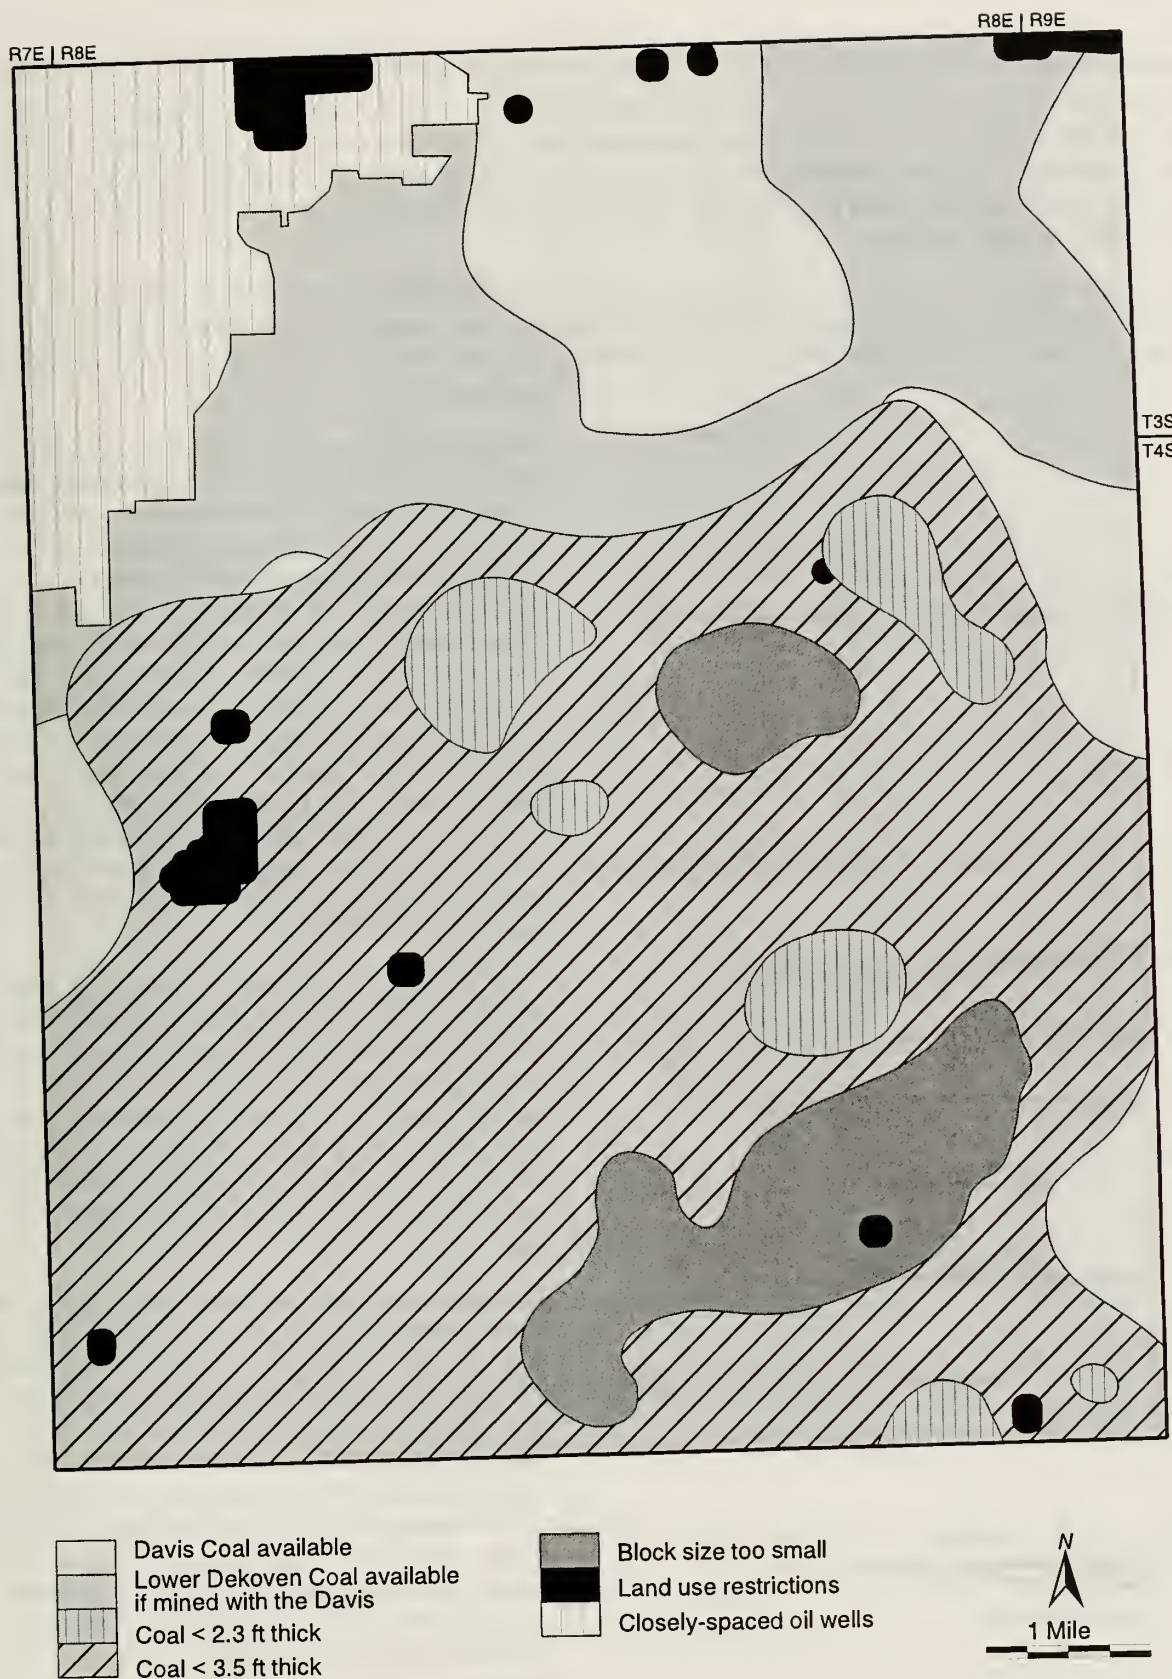 R8E | R9E
R7E | R8E
T3S
T4S
Davis Coal available
Lower Dekoven Coal available
if mined with the Davis
Coal < 2.3 ft thick
Coal < 3.5 ft thick
Block size too small
Land use restrictions
Closely-spaced oil wells
N
1 Mile